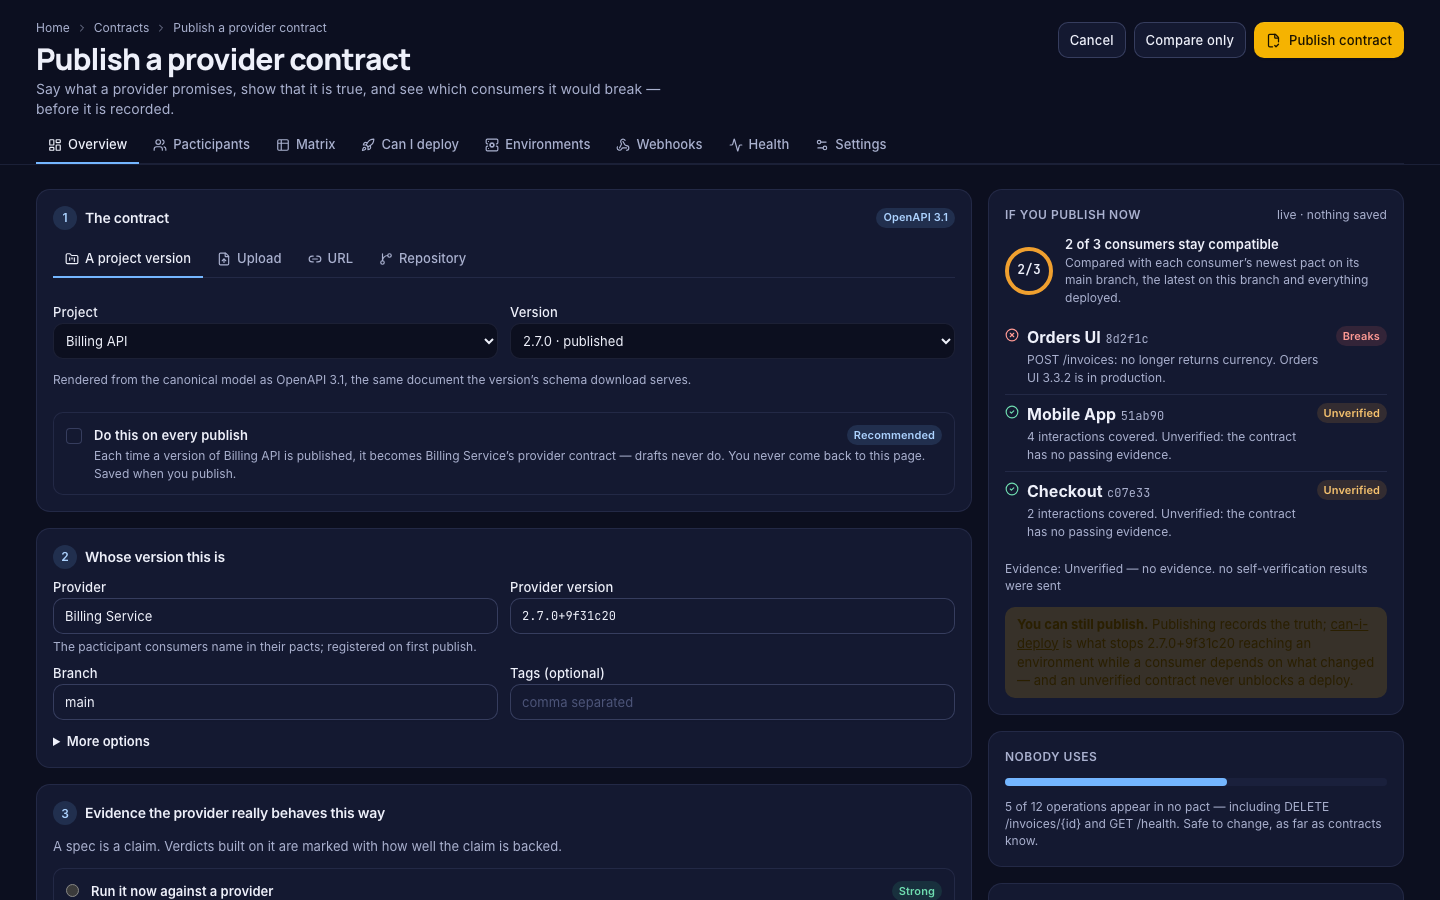 Home > Contracts > Publish a provider contract
Publish a provider contract
Say what a provider promises, show that it is true, and see which consumers it would break —
before it is recorded.
Cancel
Compare only
Publish contract
Overview
Pacticipants
Matrix
Can I deploy
Environments
Webhooks
Health
Settings
1 The contract
OpenAPI 3.1
A project version
Upload
URL
Repository
Project
Billing API
Version
2.7.0 · published
Rendered from the canonical model as OpenAPI 3.1, the same document the version’s schema download serves.
Do this on every publish
Recommended
Each time a version of Billing API is published, it becomes Billing Service’s provider contract — drafts never do. You never come back to this page.
Saved when you publish.
2 Whose version this is
Provider
Billing Service
The pacticipant consumers name in their pacts; registered on first publish.
Provider version
2.7.0+9f31c20
Branch
main
Tags (optional)
comma separated
More options
3 Evidence the provider really behaves this way
A spec is a claim. Verdicts built on it are marked with how well the claim is backed.
Run it now against a provider
Strong
IF YOU PUBLISH NOW
live · nothing saved
2/3
2 of 3 consumers stay compatible
Compared with each consumer’s newest pact on its
main branch, the latest on this branch and everything
deployed.
Orders UI 8d2f1c
Breaks
POST /invoices: no longer returns currency. Orders
UI 3.3.2 is in production.
Mobile App 51ab90
Unverified
4 interactions covered. Unverified: the contract
has no passing evidence.
Checkout c07e33
Unverified
2 interactions covered. Unverified: the contract
has no passing evidence.
Evidence: Unverified — no evidence. no self-verification results
were sent
You can still publish. Publishing records the truth; can-i-
deploy is what stops 2.7.0+9f31c20 reaching an
environment while a consumer depends on what changed
— and an unverified contract never unblocks a deploy.
NOBODY USES
5 of 12 operations appear in no pact — including DELETE
/invoices/{id} and GET /health. Safe to change, as far as contracts
know.